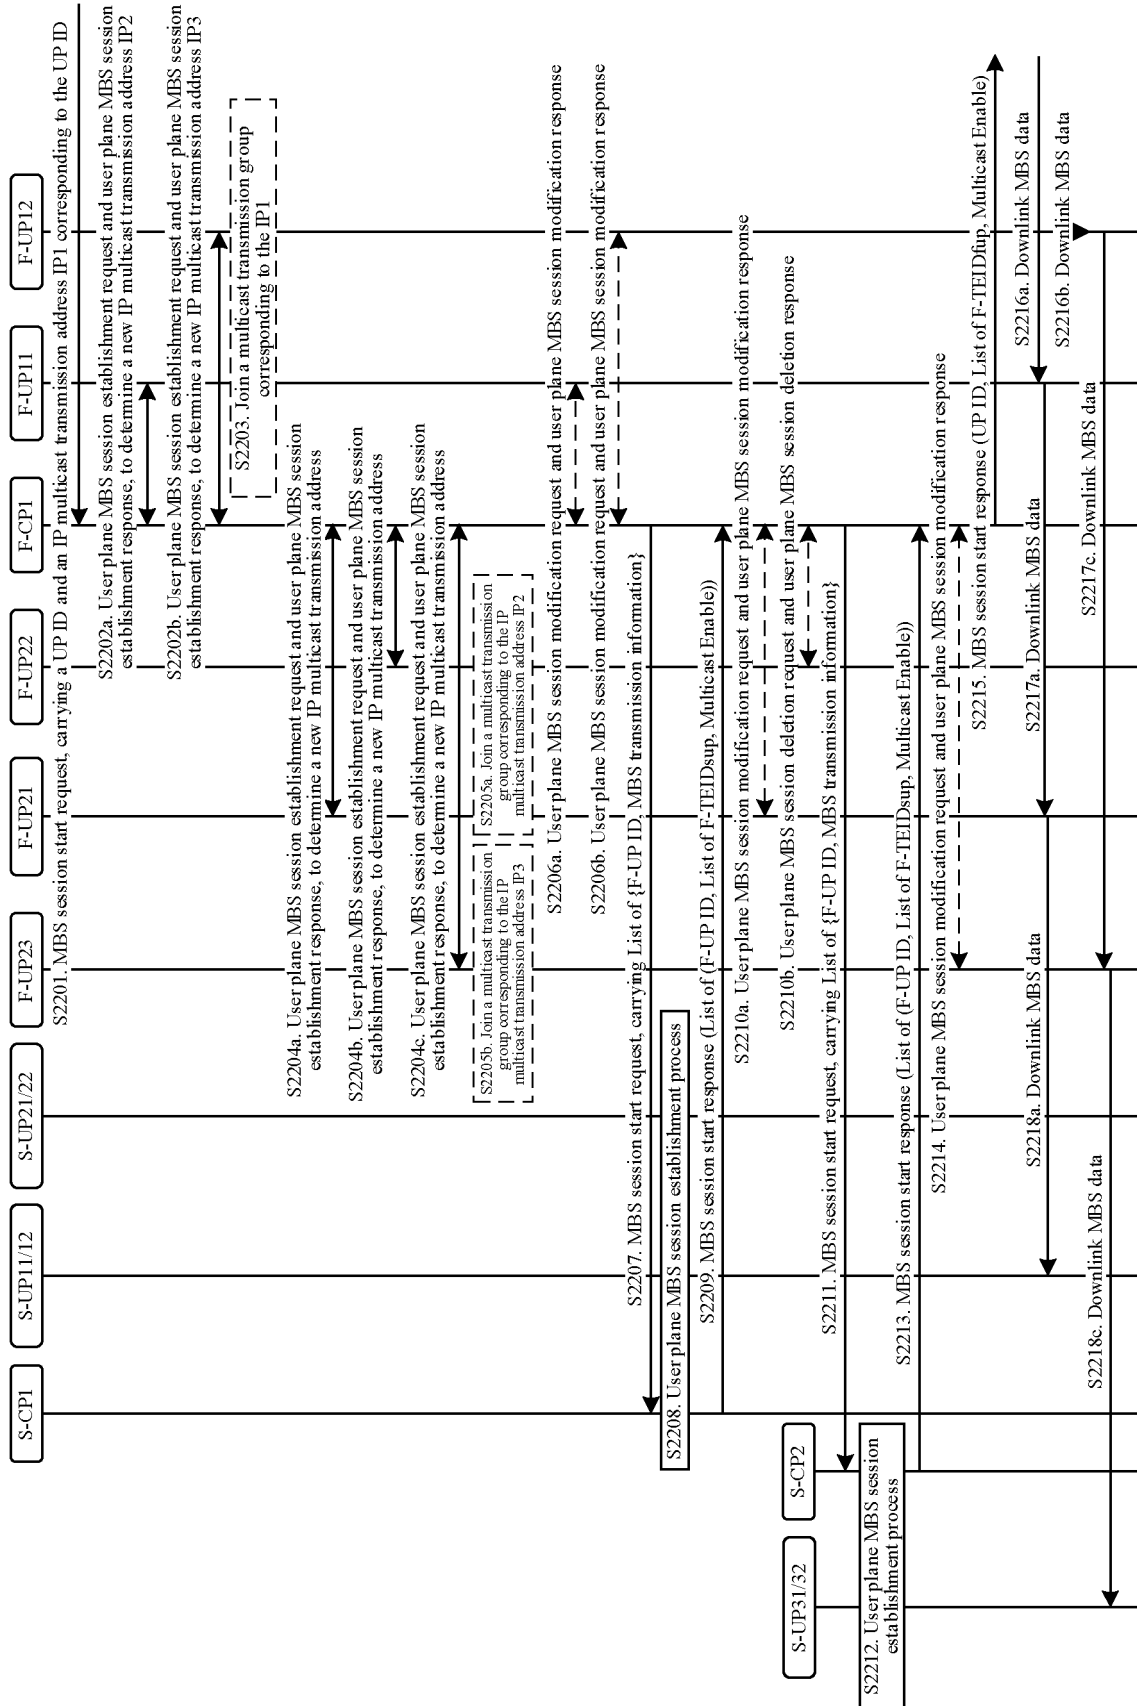 S-CP1
S-UP11/12
S-UP21/22
F-UP23
F-UP21
F-UP22
F-CP1
F-UP11
F-UP12
S2201. MBS session start request, carrying a UP ID and an IP multicast transmission address IP1 corresponding to the UP ID
S2202a. User plane MBS session establishment request and user plane MBS session
establishment response, to determine a new IP multicast transmission address IP2
S2202b. User plane MBS session establishment request and user plane MBS session
establishment response, to determine a new IP multicast transmission address IP3
S2203. Join a multicast transmission group
corresponding to the IP1
S2204a. User plane MBS session establishment request and user plane MBS session
establishment response, to determine a new IP multicast transmission address
S2204b. User plane MBS session establishment request and user plane MBS session
establishment response, to determine a new IP multicast transmission address
S2204c. User plane MBS session establishment request and user plane MBS session
establishment response, to determine a new IP multicast transmission address
S2205b. Join a multicast transmission
group corresponding to the IP
multicast transmission address IP3
S2205a. Join a multicast transmission
group corresponding to the IP
multicast transmission address IP2
S2206a. User plane MBS session modification request and user plane MBS session modification response
S2206b. User plane MBS session modification request and user plane MBS session modification response
S2207. MBS session start request, carrying List of {F-UP ID, MBS transmission information}
S2208. User plane MBS session establishment process
S2209. MBS session start response (List of (F-UP ID, List of F-TEIDsup, Multicast Enable))
S2210a. User plane MBS session modification request and user plane MBS session modification response
S-UP31/32
S-CP2
S2210b. User plane MBS session deletion request and user plane MBS session deletion response
S2211. MBS session start request, carrying List of {F-UP ID, MBS transmission information}
S2212. User plane MBS session
establishment process
S2213. MBS session start response (List of (F-UP ID, List of F-TEIDsup, Multicast Enable))
S2214. User plane MBS session modification request and user plane MBS session modification response
S2215. MBS session start response (UP ID, List of F-TEIDfup, Multicast Enable)
S2216a. Downlink MBS data
S2217a. Downlink MBS data
S2218a. Downlink MBS data
S2216b. Downlink MBS data
S2217c. Downlink MBS data
S2218c. Downlink MBS data